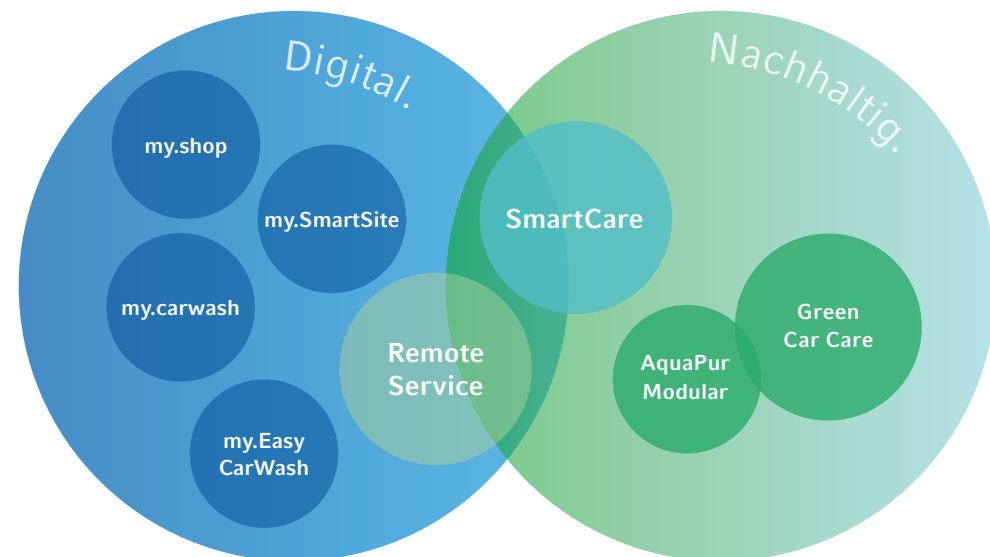 Digital.
Nachhaltig.
my.shop
my.SmartSite
SmartCare
my.carwash
Remote
Service
Green
Car Care
AquaPur
Modular
my.Easy
CarWash